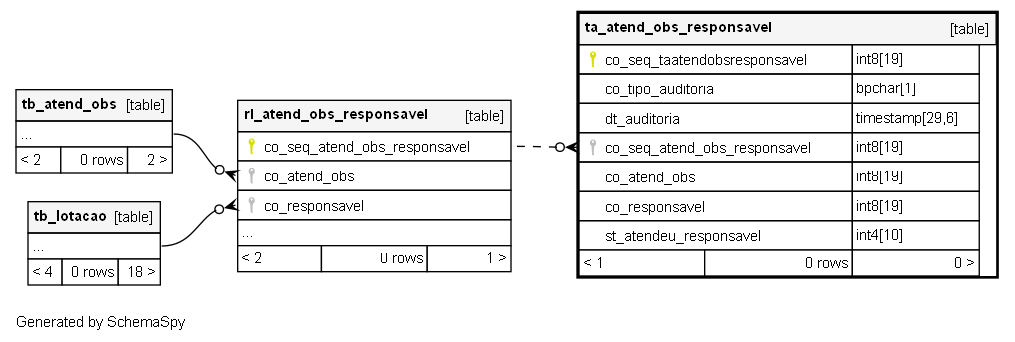 tb_atend_obs [table]
...
< 2 0 rows 2 >
tb_lotacao [table]
...
< 4 0 rows 18 >
rl_atend_obs_responsavel [table]
co_seq_atend_obs_responsavel
co_atend_obs
co_responsavel
...
< 2 0 rows 1 >
ta_atend_obs_responsavel [table]
co_seq_taatendobsresponsavel int8[19]
co_tipo_auditoria bpchar[1]
dt_auditoria timestamp[29,6]
co_seq_atend_obs_responsavel int8[19]
co_atend_obs int8[19]
co_responsavel int8[19]
st_atendeu_responsavel int4[10]
< 1 0 rows 0 >
Generated by SchemaSpy